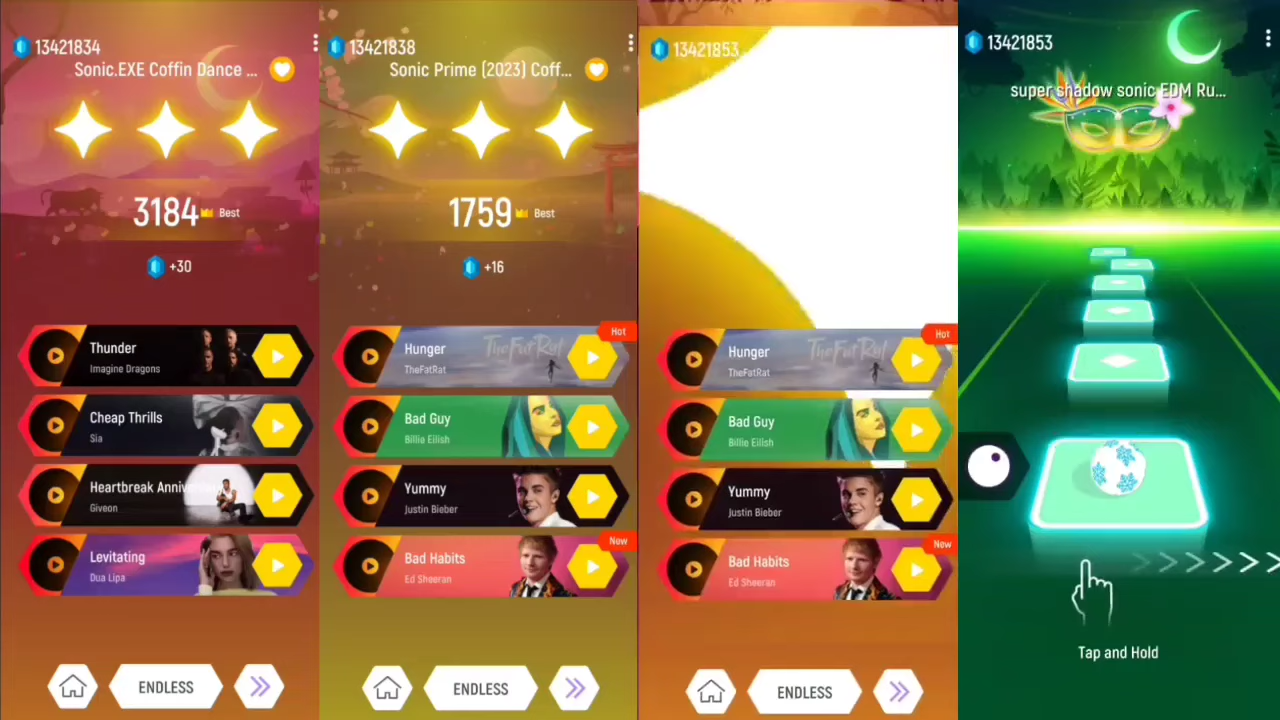 13421834
Sonic.EXE Coffin Dance ...
3184
Best
+30
Thunder
Imagine Dragons
Cheap Thrills
Sia
Heartbreak Anniversary
Giveon
Levitating
Dua Lipa
ENDLESS
13421838
Sonic Prime (2023) Coff...
1759
Best
+16
Hot
Hunger
TheFatRat
TheFatRat
Bad Guy
Billie Eilish
Yummy
Justin Bieber
New
Bad Habits
Ed Sheeran
ENDLESS
13421853
Hot
Hunger
TheFatRat
TheFatRat
Bad Guy
Billie Eilish
Yummy
Justin Bieber
New
Bad Habits
Ed Sheeran
ENDLESS
13421853
super shadow sonic EDM Ru...
Tap and Hold